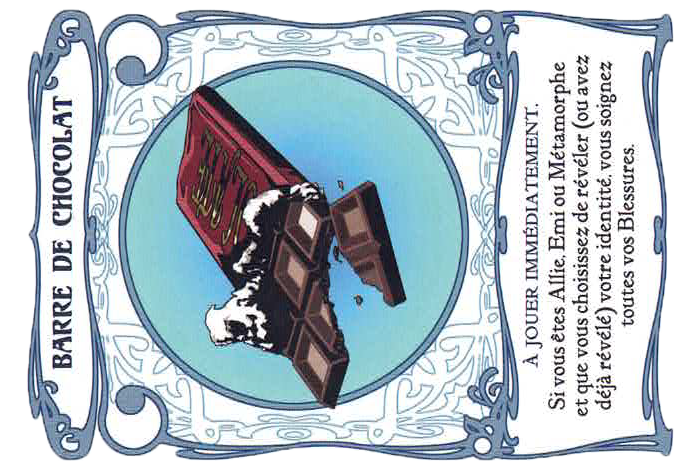 BARRE DE CHOCOLAT
À JOUER IMMÉDIATEMENT.
Si vous êtes Allie, Emi ou Métamorphe
et que vous choisissez de révéler (ou avez
déjà révélé) votre identité, vous soignez
toutes vos Blessures.